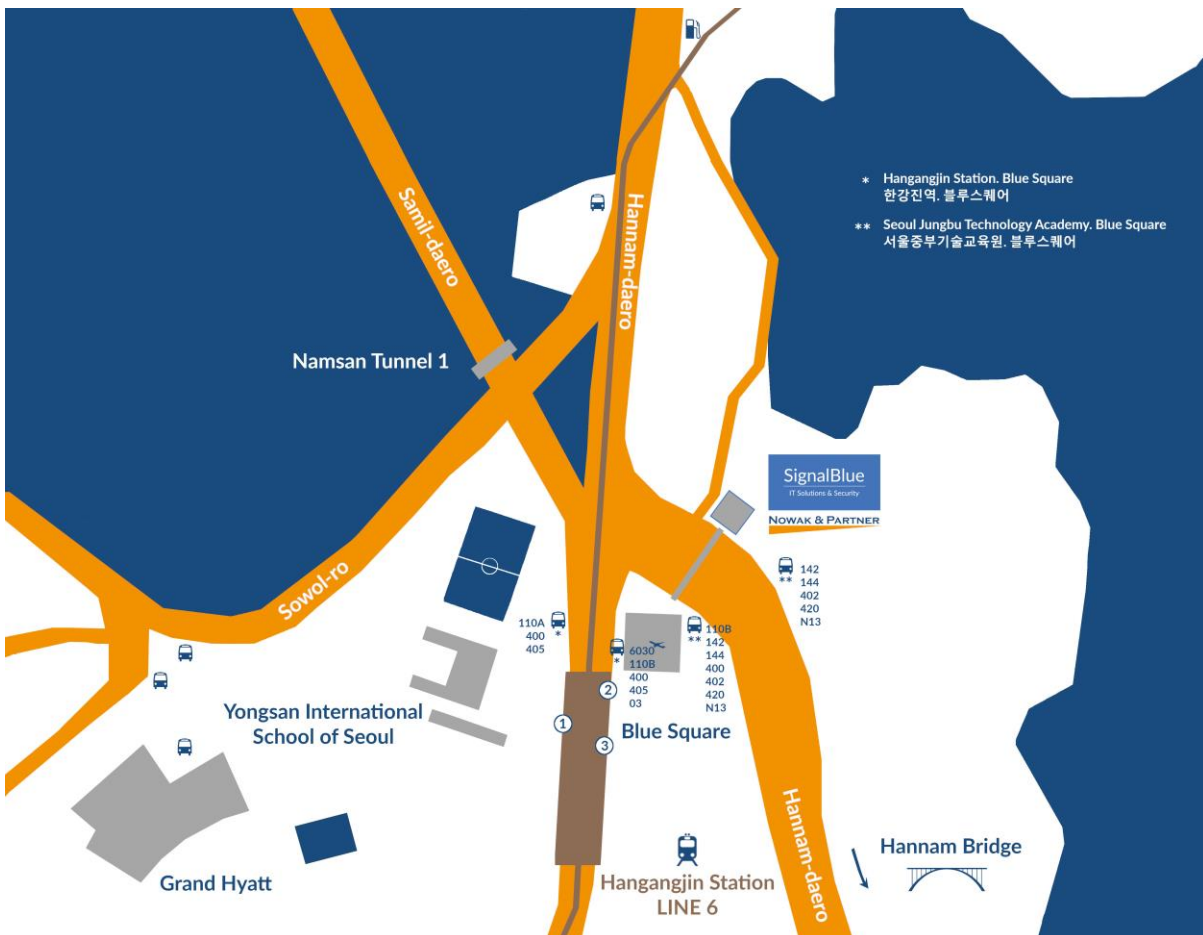 * Hangangjin Station. Blue Square
한강진역. 블루스퀘어
** Seoul Jungbu Technology Academy. Blue Square
서울중부기술교육원. 블루스퀘어
Samil-daero
Hannam-daero
Namsan Tunnel 1
SignalBlue
IT Solutions & Security
NOWAK & PARTNER
Sowol-ro
**
142
144
402
420
N13
*
110A
400
405
*
6030
110B
400
405
03
**
110B
142
144
400
402
420
N13
Yongsan International
School of Seoul
1
2
3
Blue Square
Hannam-daero
Hannam Bridge
Grand Hyatt
Hangangjin Station
LINE 6